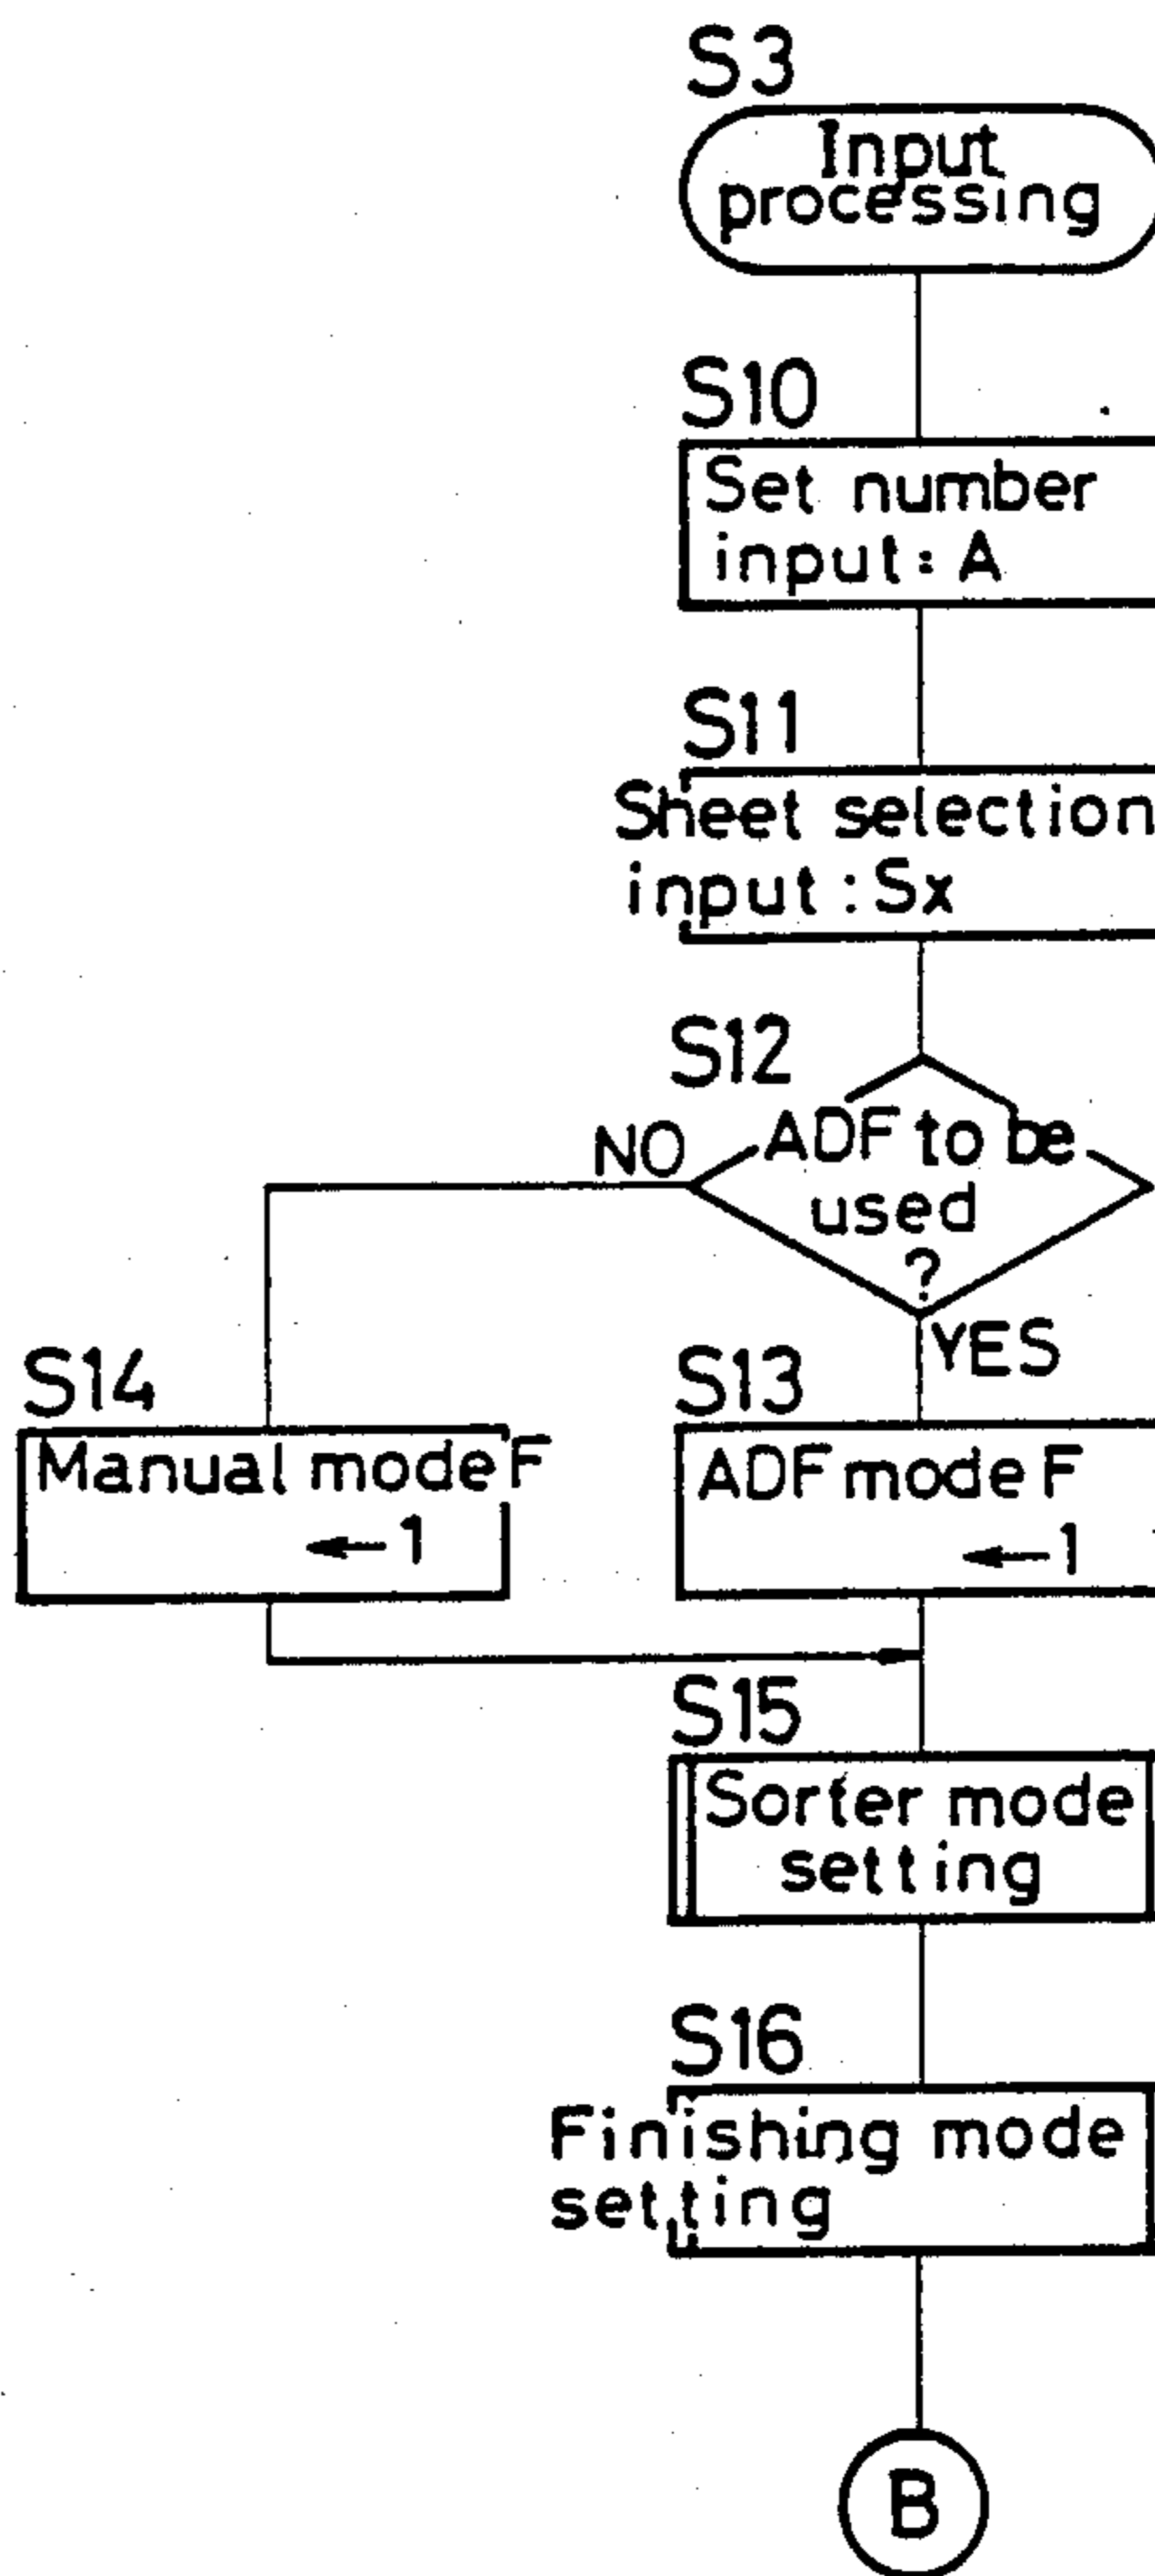 S3
Input
processing
S10
Set number
input: A
S11
Sheet selection
input: Sx
S12
NO
ADF to be
used
?
YES
S14
Manual mode F
←1
S13
ADF mode F
←1
S15
Sorter mode
setting
S16
Finishing mode
setting
B